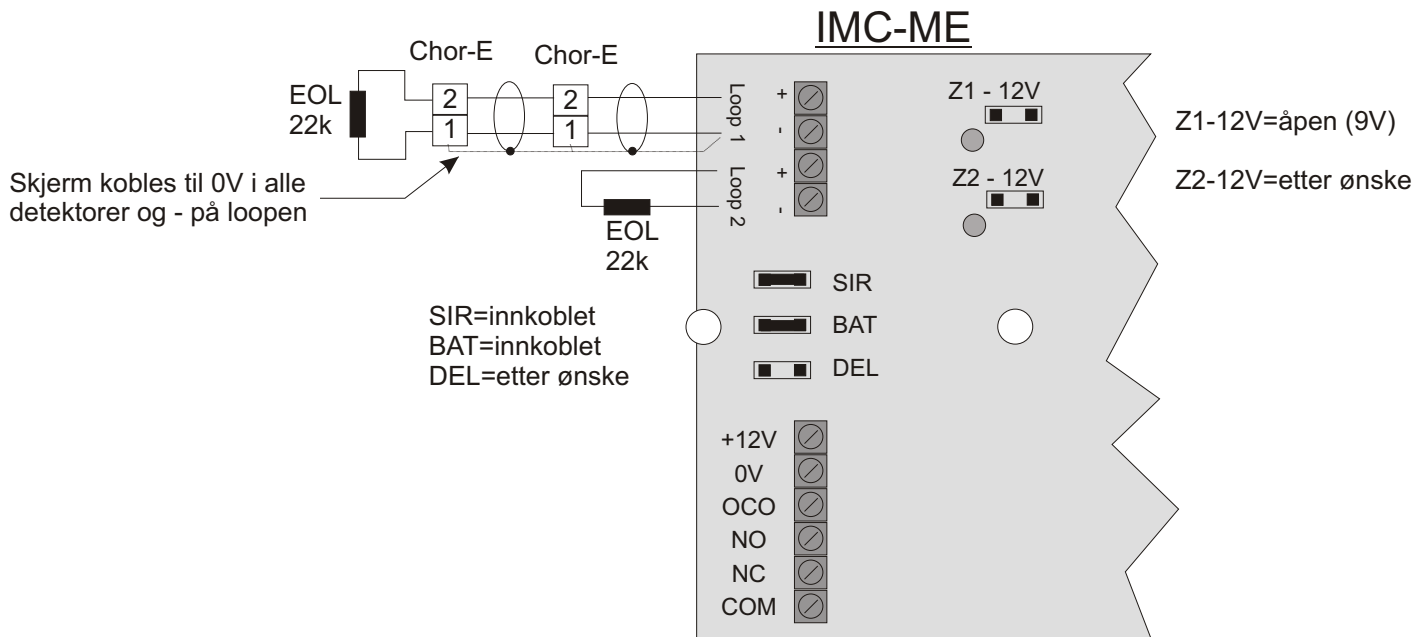 IMC-ME
Chor-E
Chor-E
EOL
22k
2
1
2
1
Loop 1
+
-
Loop 2
+
-
EOL
22k
Skjerm kobles til 0V i alle
detektorer og - på loopen
Z1 - 12V
Z2 - 12V
Z1-12V=åpen (9V)
Z2-12V=etter ønske
SIR=innkoblet
BAT=innkoblet
DEL=etter ønske
SIR
BAT
DEL
+12V
0V
OCO
NO
NC
COM